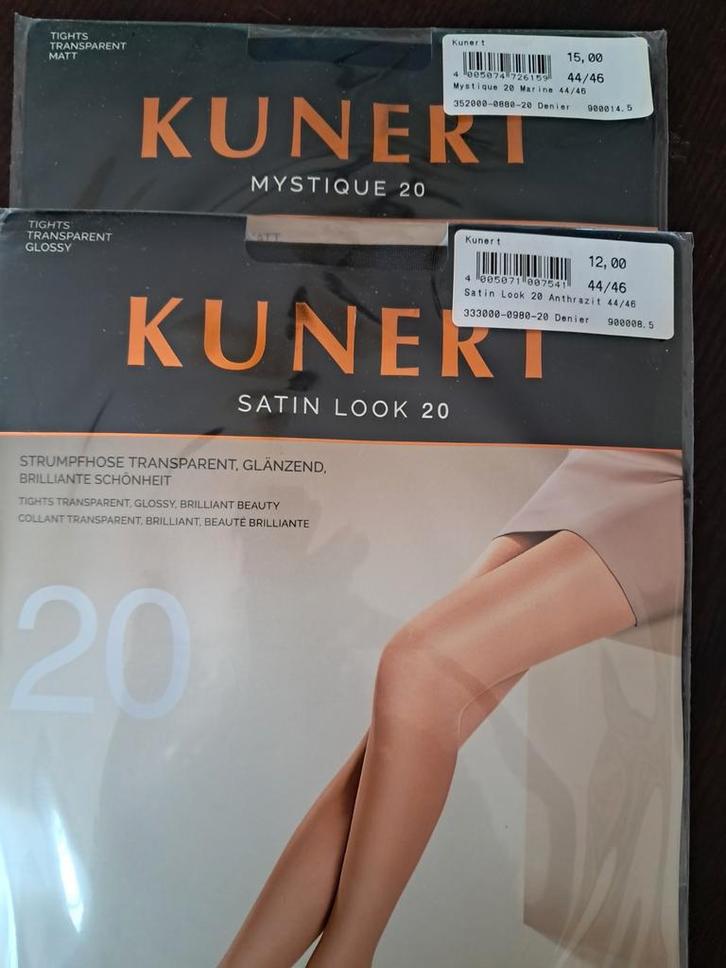 TIGHTS
TRANSPARENT
MATT
Kunert
15,00
4 005074 726159
44/46
Mystique 20 Marine 44/46
352000-0880-20 Denier 900014.5
KUNERT
MYSTIQUE 20
TIGHTS
TRANSPARENT
GLOSSY
MATT
Kunert
12,00
4 005071 007541
44/46
Satin Look 20 Anthrazit 44/46
333000-0980-20 Denier 900008.5
KUNERT
SATIN LOOK 20
STRUMPFHOSE TRANSPARENT, GLÄNZEND,
BRILLIANTE SCHÖNHEIT
TIGHTS TRANSPARENT, GLOSSY, BRILLIANT BEAUTY
COLLANT TRANSPARENT, BRILLIANT, BEAUTÉ BRILLIANTE
20